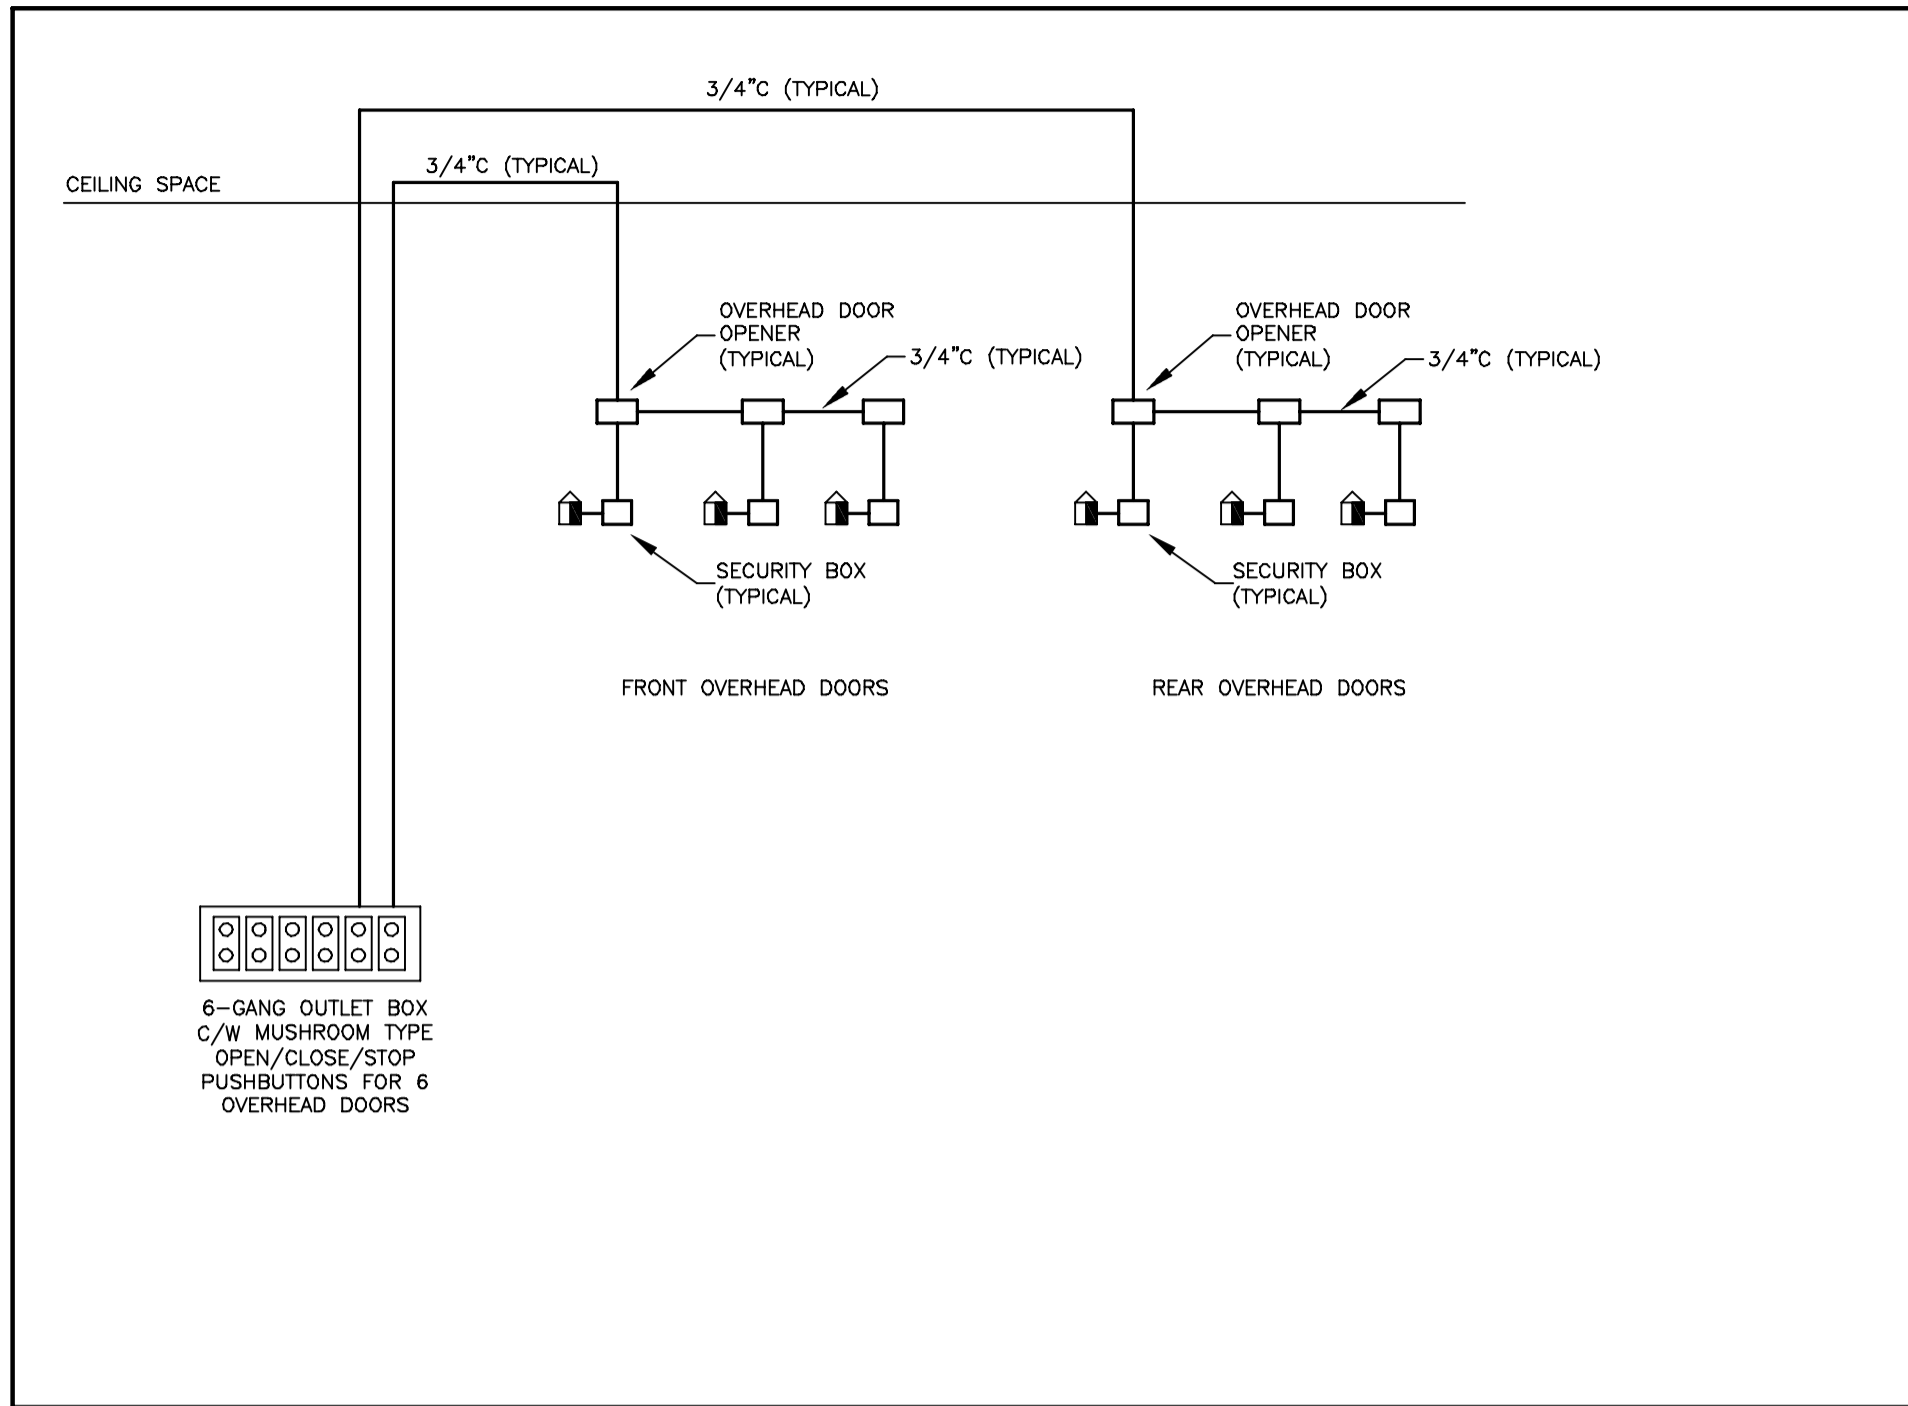 3/4"C (TYPICAL)
3/4"C (TYPICAL)
CEILING SPACE
OVERHEAD DOOR
OPENER
(TYPICAL)
3/4"C (TYPICAL)
OVERHEAD DOOR
OPENER
(TYPICAL)
3/4"C (TYPICAL)
SECURITY BOX
(TYPICAL)
SECURITY BOX
(TYPICAL)
FRONT OVERHEAD DOORS
REAR OVERHEAD DOORS
6-GANG OUTLET BOX
C/W MUSHROOM TYPE
OPEN/CLOSE/STOP
PUSHBUTTONS FOR 6
OVERHEAD DOORS